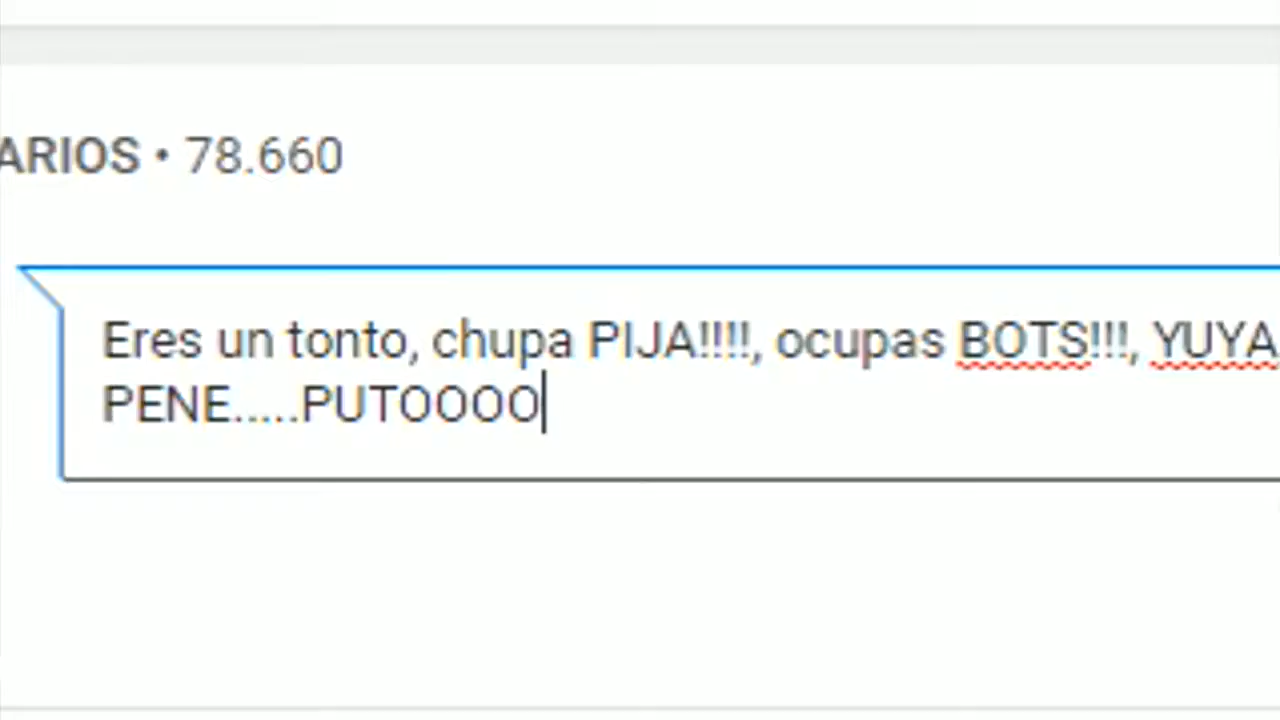 ARIOS • 78.660
Eres un tonto, chupa PIJA!!!!, ocupas BOTS!!!, YUYA
PENE.....PUTOOOO